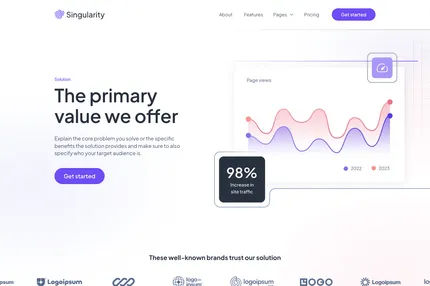 Singularity
About
Features
Pages
Pricing
Get started
Solution
The primary
value we offer
Explain the core problem you solve or the specific
benefits the solution provides and make sure to also
specify who your target audience is.
Get started
Page views
2022
2023
98%
Increase in
site traffic
These well-known brands trust our solution
ipsum
Logoipsum
logo
ipsum
logoipsum
LOGO
Logoipsum